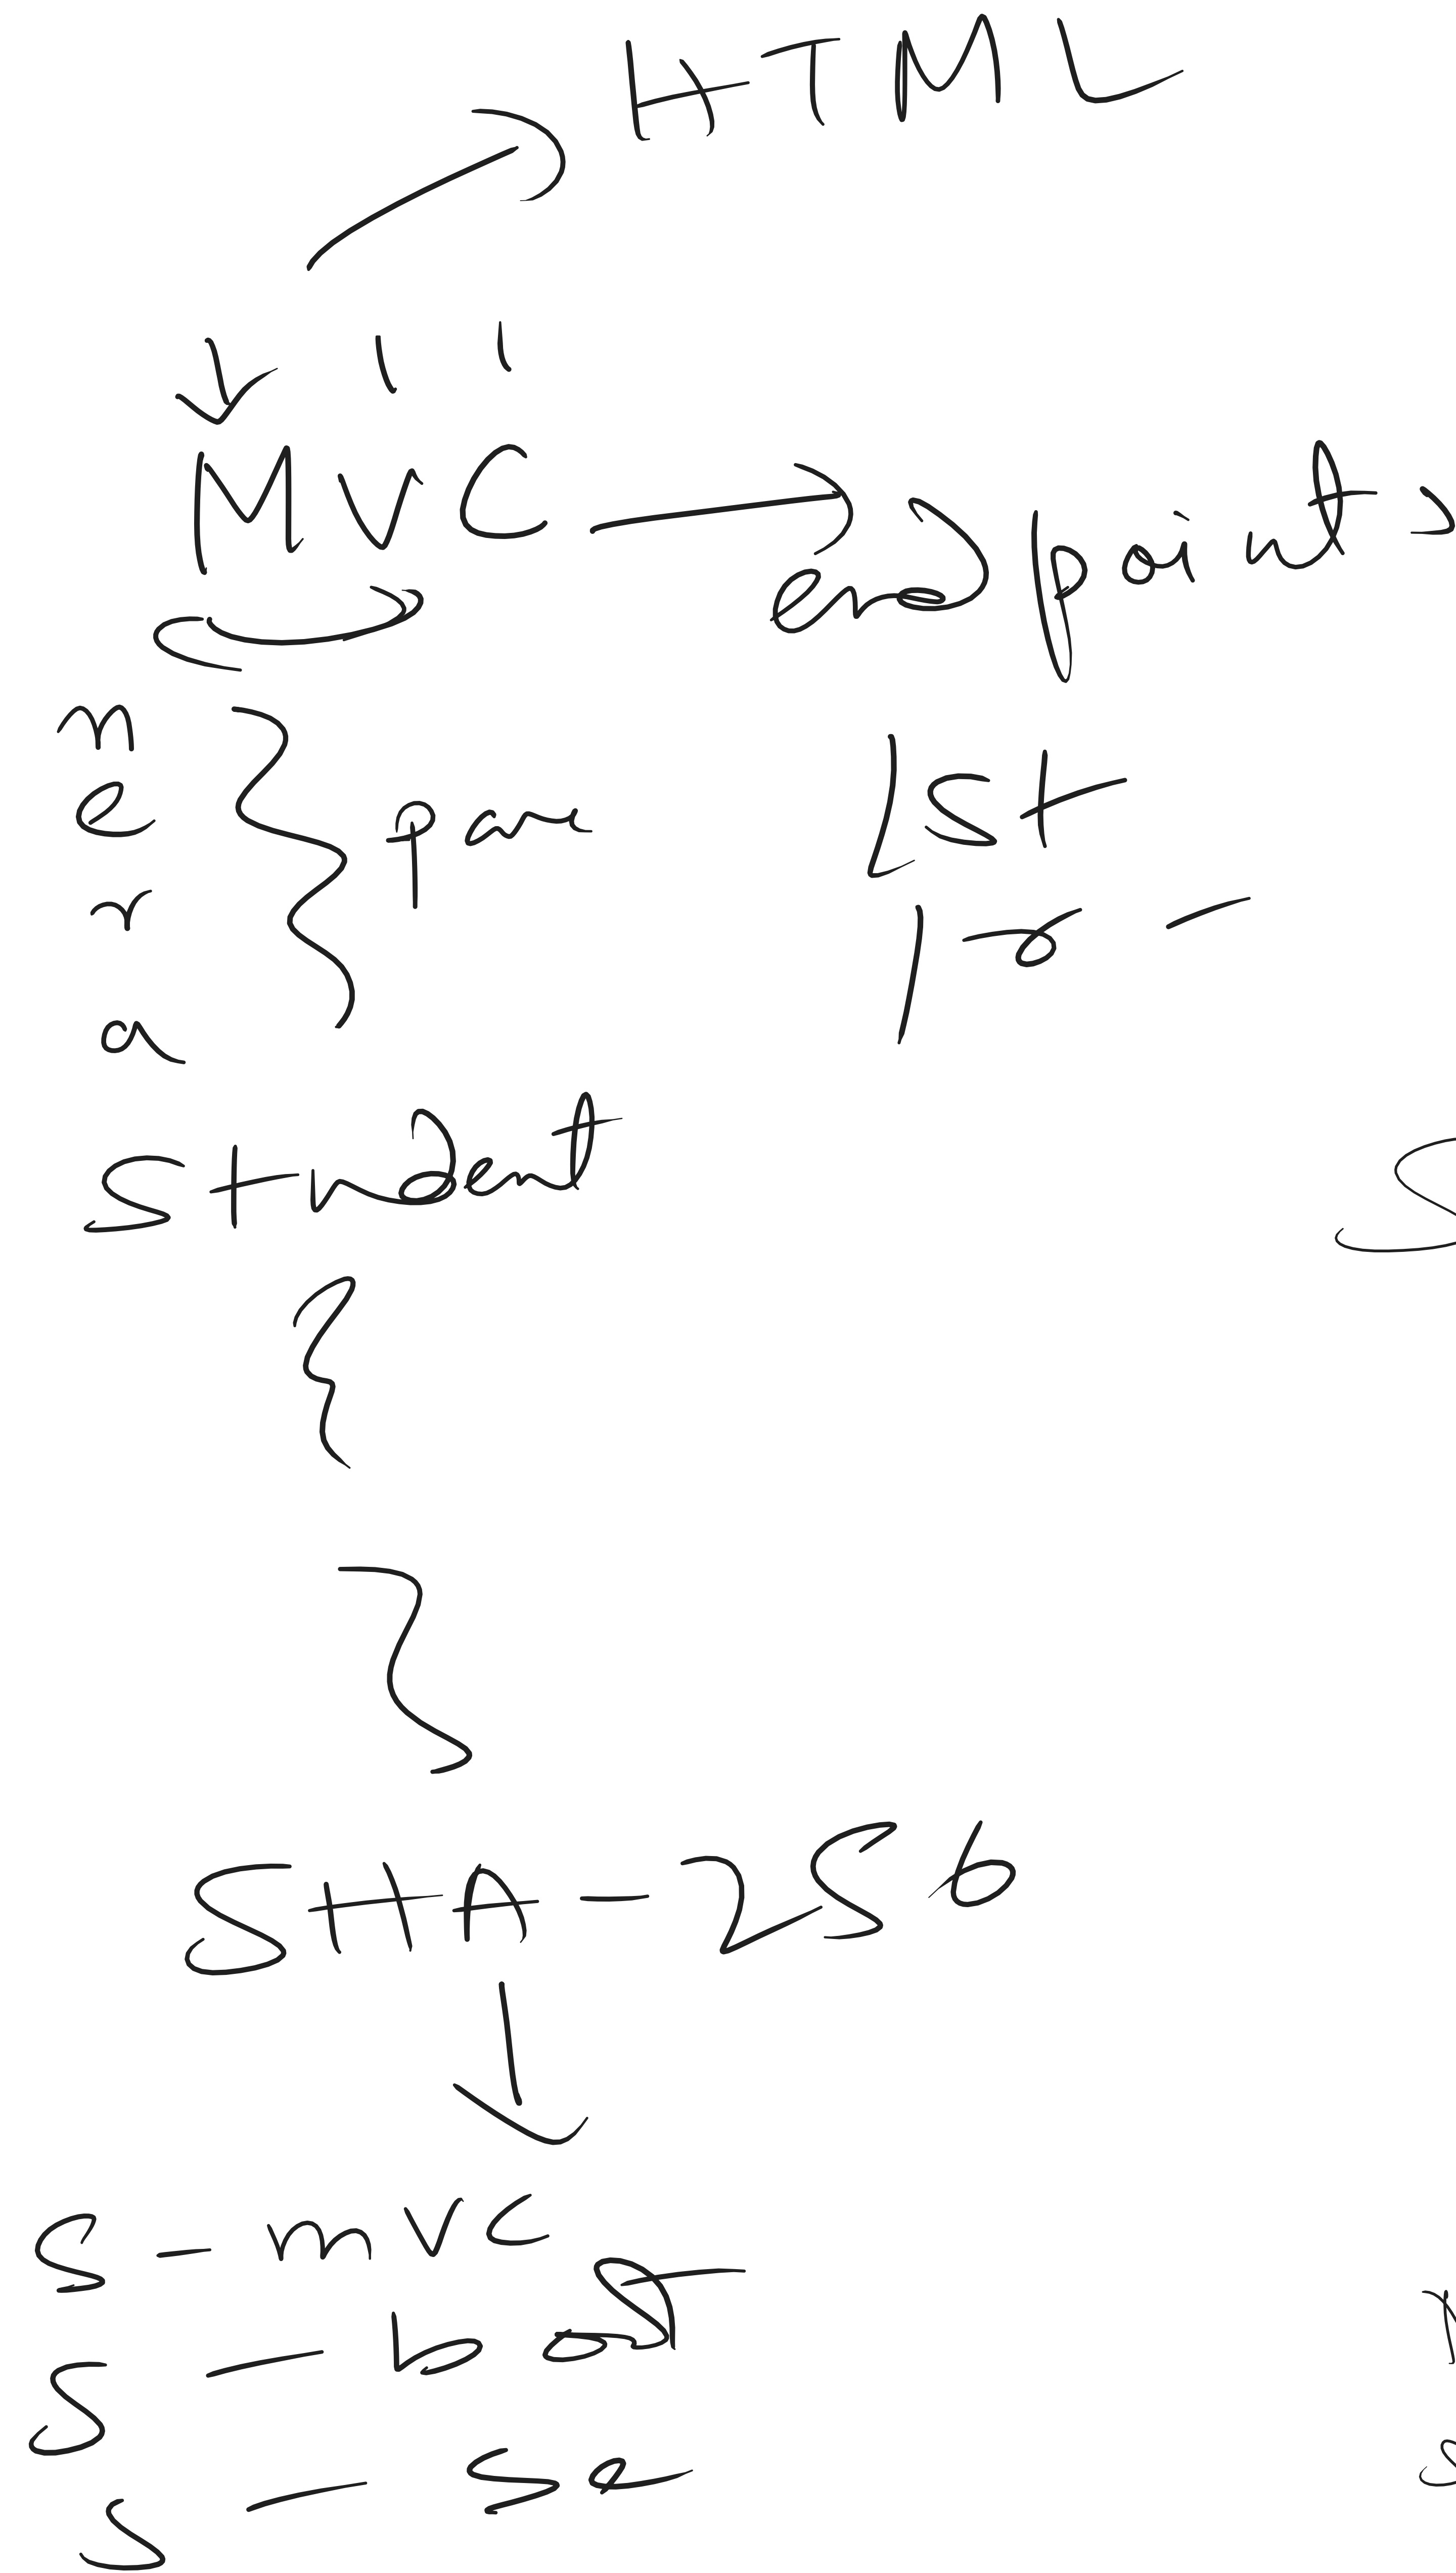 HTML
MVC → endpoints
m
e
r
a
1st
student
{
}
SHA-256
S - mvc
S - boot
S - se